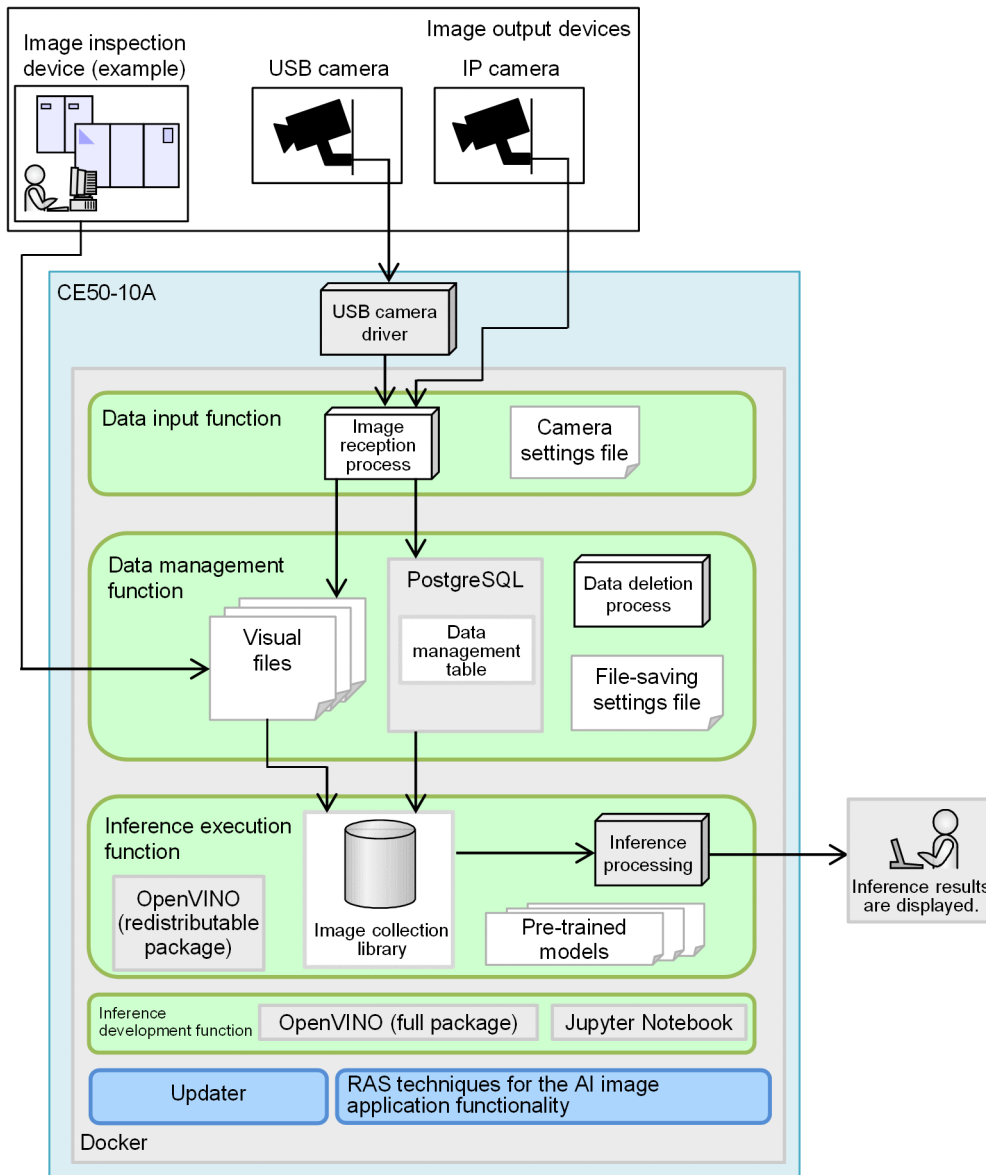 Image output devices
Image inspection
device (example)
USB camera
IP camera
CE50-10A
USB camera
driver
Data input function
Image
reception
process
Camera
settings file
Data management
function
Visual
files
PostgreSQL
Data
management
table
Data deletion
process
File-saving
settings file
Inference execution
function
OpenVINO
(redistributable
package)
Image collection
library
Inference
processing
Pre-trained
models
Inference results
are displayed.
Inference
development function
OpenVINO (full package)
Jupyter Notebook
Updater
RAS techniques for the AI image
application functionality
Docker